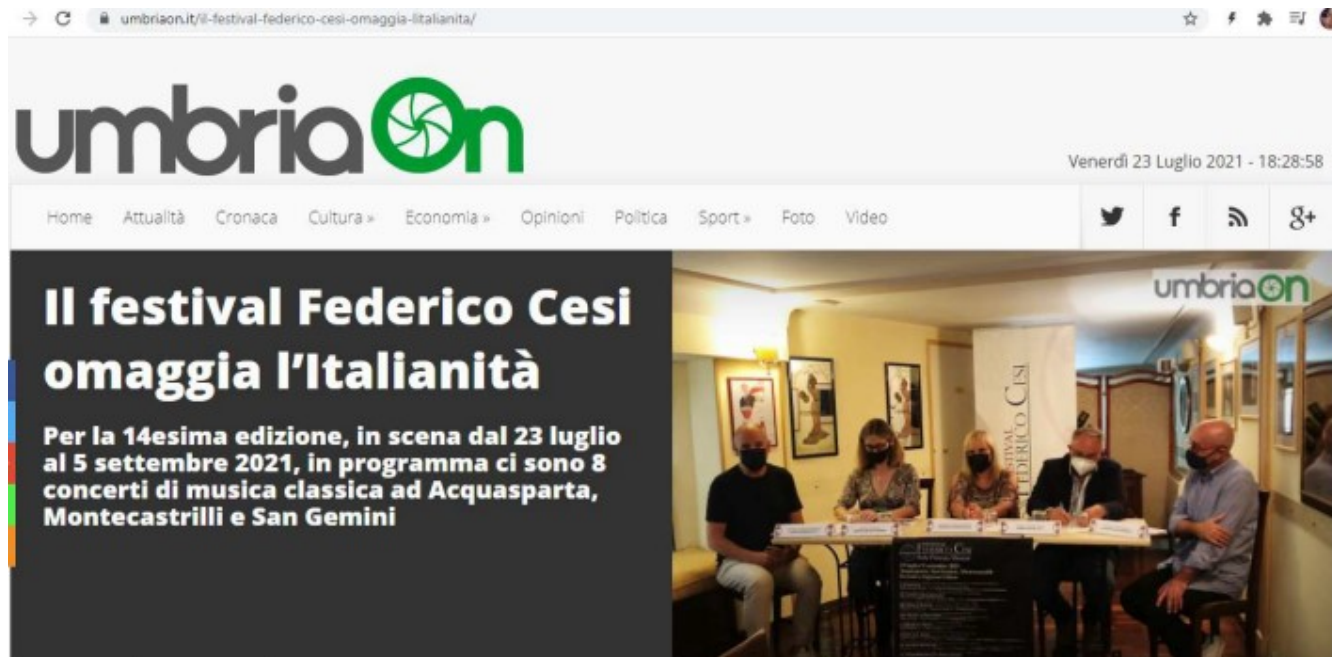 umbriaon.it/il-festival-federico-cesi-omaggia-litalianita/
umbriaOn
Venerdì 23 Luglio 2021 - 18:28:58
Home Attualità Cronaca Cultura » Economia » Opinioni Politica Sport » Foto Video
f 8+
Il festival Federico Cesi
omaggia l'Italianità
Per la 14esima edizione, in scena dal 23 luglio
al 5 settembre 2021, in programma ci sono 8
concerti di musica classica ad Acquasparta,
Montecastrilli e San Gemini
umbriaOn
FESTIVAL
FEDERICO CESI
FEDERICO CESI